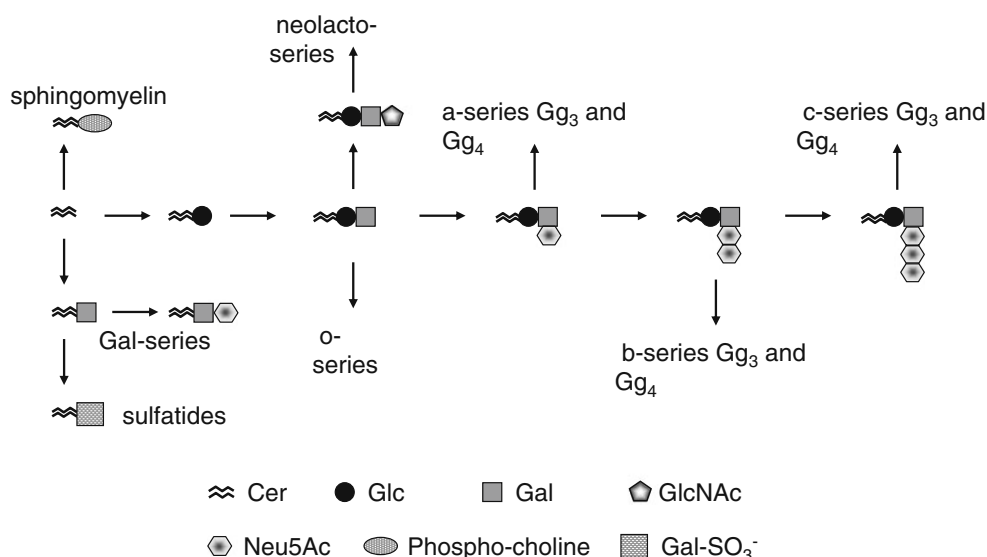 neolacto-
series
sphingomyelin
a-series Gg₃ and
Gg₄
c-series Gg₃ and
Gg₄
Gal-series
o-
series
b-series Gg₃ and
Gg₄
sulfatides
Cer
Glc
Gal
GlcNAc
Neu5Ac
Phospho-choline
Gal-SO₃⁻